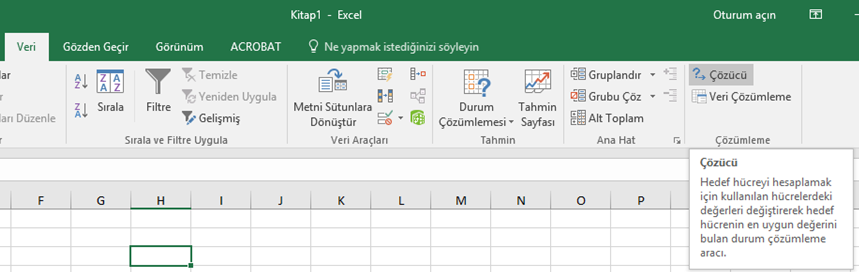 Kitap1 - Excel
Oturum açın
Veri
Gözden Geçir
Görünüm
ACROBAT
Ne yapmak istediğinizi söyleyin
Sırala
Filtre
Temizle
Yeniden Uygula
Gelişmiş
Sırala ve Filtre Uygula
Metni Sütunlara
Dönüştür
Veri Araçları
Durum
Çözümlemesi
Tahmin
Sayfası
Tahmin
Gruplandır
Grubu Çöz
Alt Toplam
Ana Hat
Çözücü
Veri Çözümleme
Çözümleme
Çözücü
Hedef hücreyi hesaplamak
için kullanılan hücrelerdeki
değerleri değiştirerek hedef
hücrenin en uygun değerini
bulan durum çözümleme
aracı.
F G H I J K L M N O P